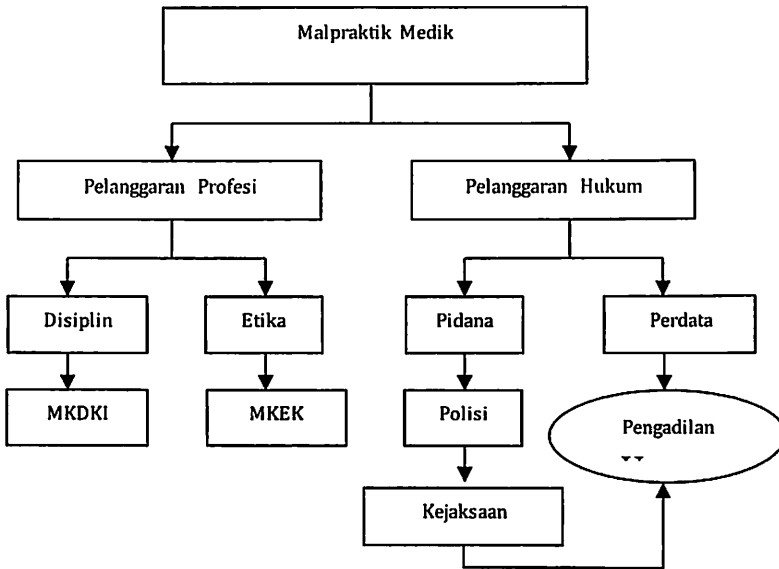 Malpraktik Medik
Pelanggaran Profesi
Pelanggaran Hukum
Disiplin
Etika
Pidana
Perdata
MKDKI
MKEK
Polisi
Pengadilan
Kejaksaan